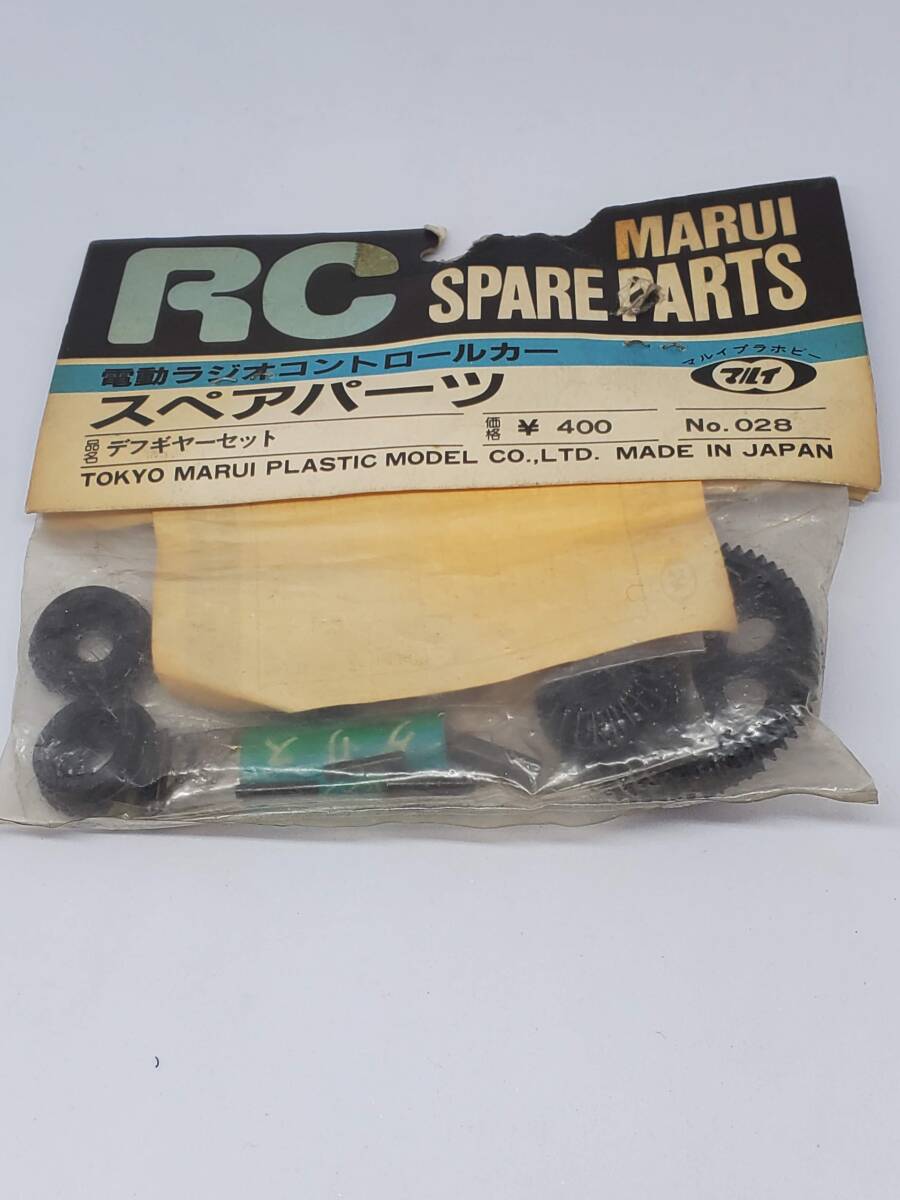 RC
MARUI
SPARE PARTS
電動ラジオコントロールカー
スペアパーツ
マルイプラホビー
マルイ
品名 デフギヤーセット
価格 ¥ 400
No. 028
TOKYO MARUI PLASTIC MODEL CO.,LTD. MADE IN JAPAN
グリス